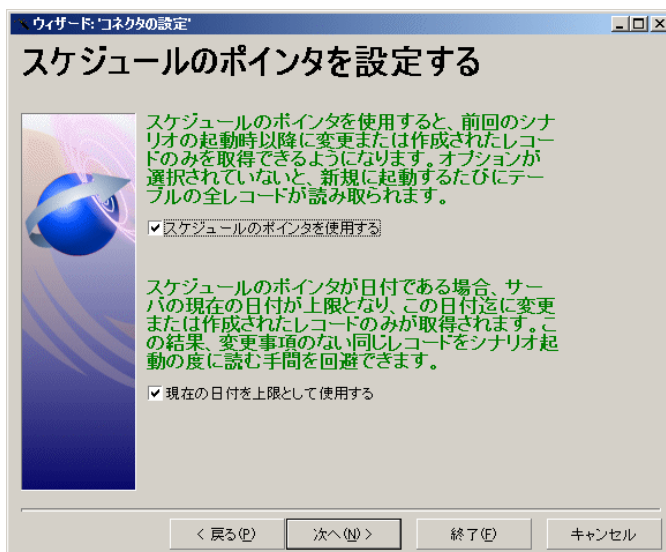 ウィザード: 'コネクタの設定'
スケジュールのポインタを設定する
スケジュールのポインタを使用すると、前回のシナ
リオの起動時以降に変更または作成されたレコー
ドのみを取得できるようになります。オプションが
選択されていないと、新規に起動するたびにテー
ブルの全レコードが読み取られます。
スケジュールのポインタを使用する
スケジュールのポインタが日付である場合、サー
バの現在の日付が上限となり、この日付迄に変更
または作成されたレコードのみが取得されます。こ
の結果、変更事項のない同じレコードをシナリオ起
動の度に読む手間を回避できます。
現在の日付を上限として使用する
< 戻る(P) 次へ(N) > 終了(F) キャンセル